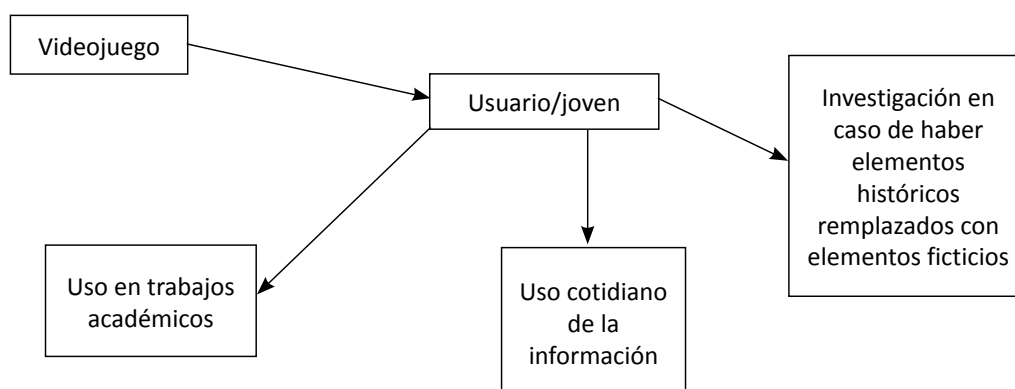 Videojuego
Usuario/joven
Investigación en
caso de haber
elementos
históricos
remplazados con
elementos ficticios
Uso en trabajos
académicos
Uso cotidiano
de la
información